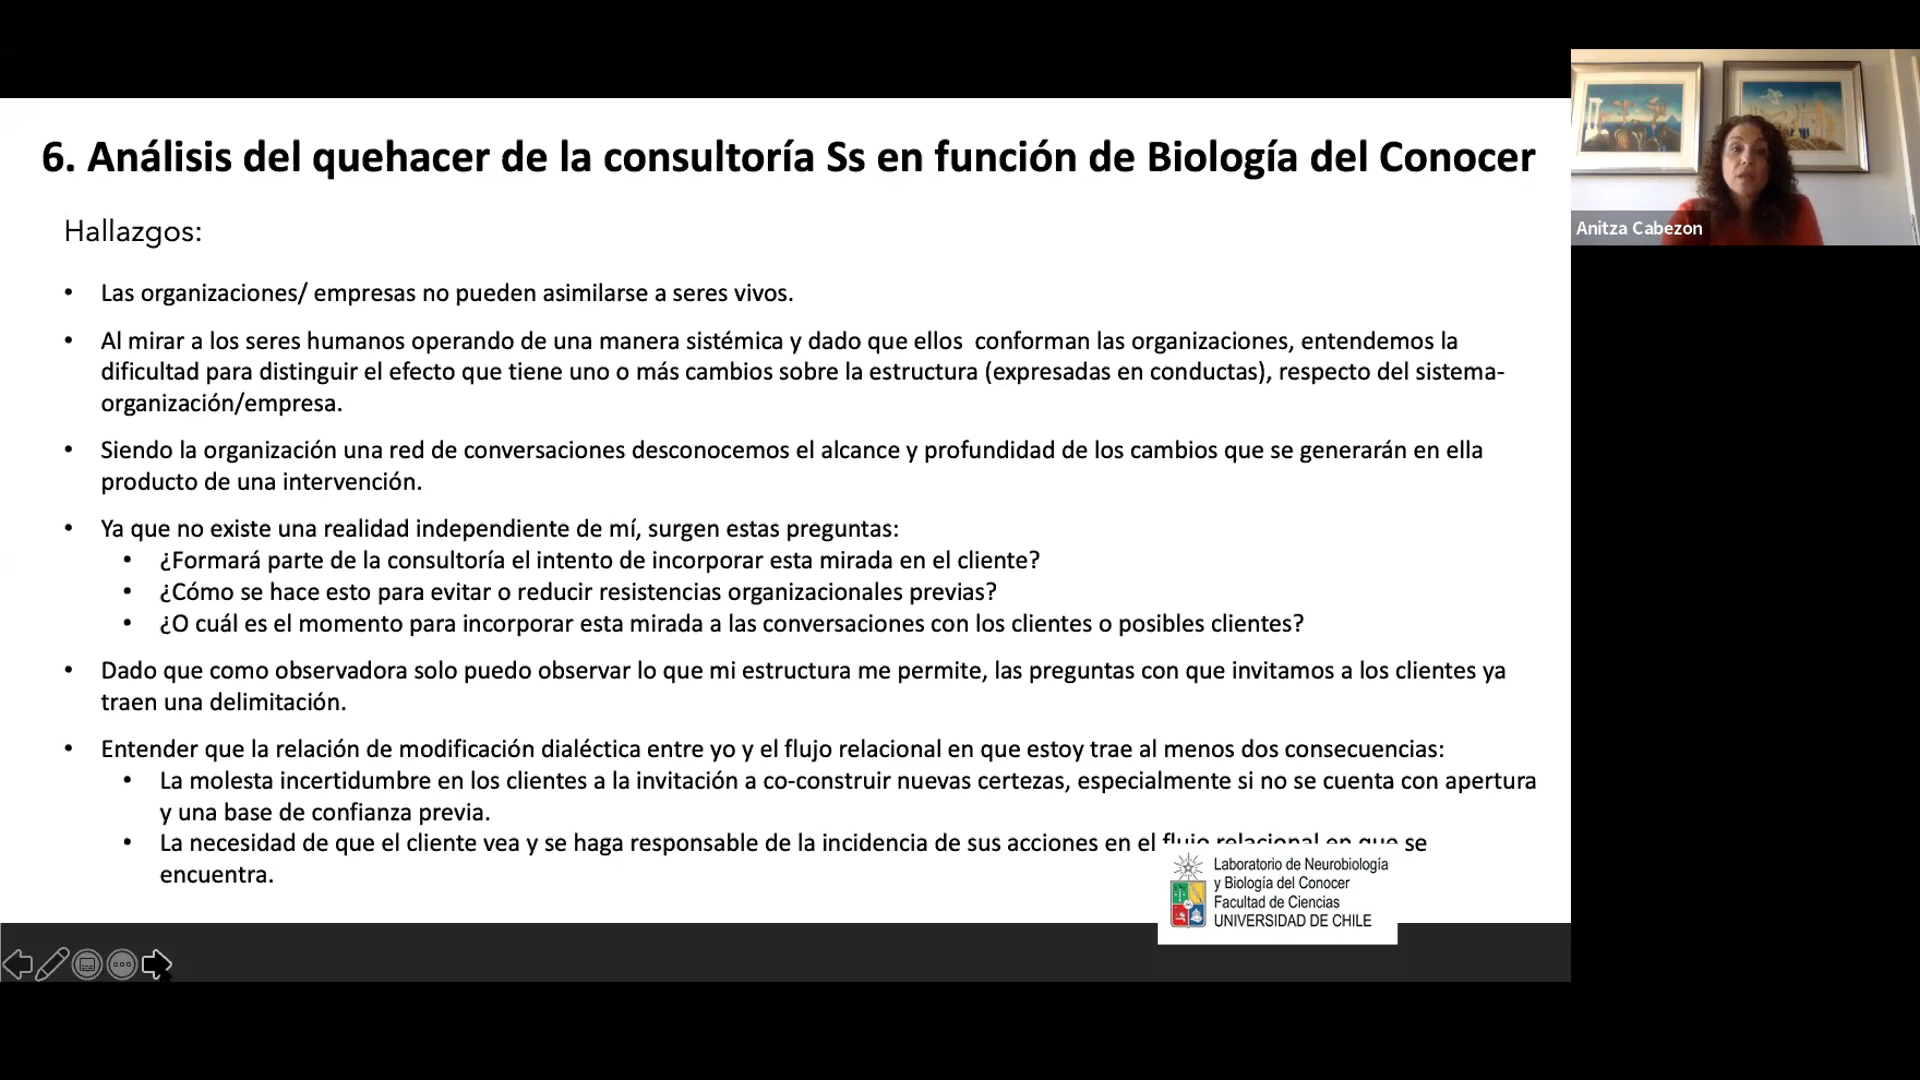 6. Análisis del quehacer de la consultoría Ss en función de Biología del Conocer
Hallazgos:
• Las organizaciones/ empresas no pueden asimilarse a seres vivos.
• Al mirar a los seres humanos operando de una manera sistémica y dado que ellos conforman las organizaciones, entendemos la
dificultad para distinguir el efecto que tiene uno o más cambios sobre la estructura (expresadas en conductas), respecto del sistema-
organización/empresa.
• Siendo la organización una red de conversaciones desconocemos el alcance y profundidad de los cambios que se generarán en ella
producto de una intervención.
• Ya que no existe una realidad independiente de mí, surgen estas preguntas:
• ¿Formará parte de la consultoría el intento de incorporar esta mirada en el cliente?
• ¿Cómo se hace esto para evitar o reducir resistencias organizacionales previas?
• ¿O cuál es el momento para incorporar esta mirada a las conversaciones con los clientes o posibles clientes?
• Dado que como observadora solo puedo observar lo que mi estructura me permite, las preguntas con que invitamos a los clientes ya
traen una delimitación.
• Entender que la relación de modificación dialéctica entre yo y el flujo relacional en que estoy trae al menos dos consecuencias:
• La molesta incertidumbre en los clientes a la invitación a co-construir nuevas certezas, especialmente si no se cuenta con apertura
y una base de confianza previa.
• La necesidad de que el cliente vea y se haga responsable de la incidencia de sus acciones en el flujo relacional en que se
encuentra.
Laboratorio de Neurobiología
y Biología del Conocer
Facultad de Ciencias
UNIVERSIDAD DE CHILE
Anitza Cabezon